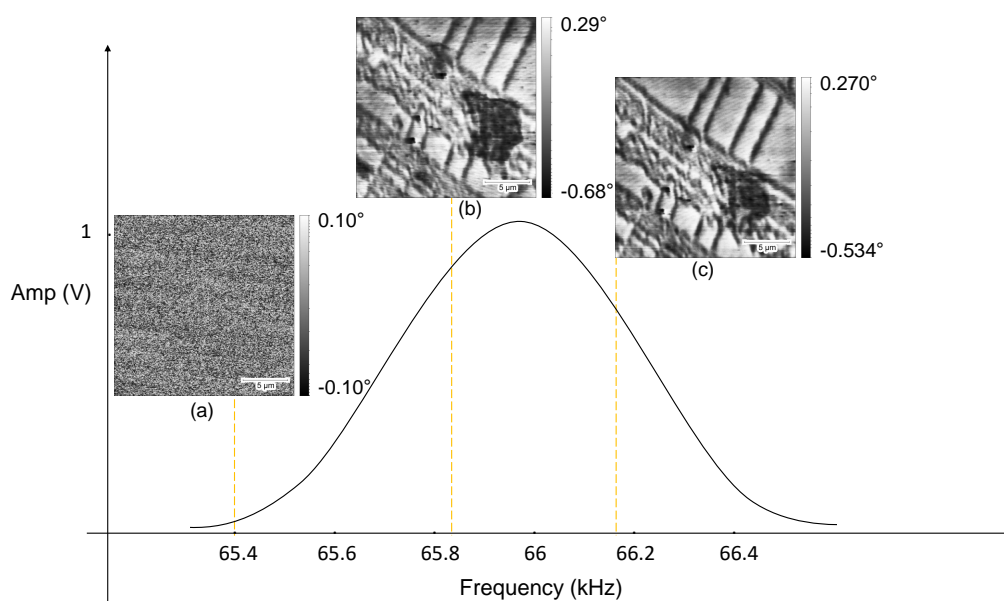 0.29°
-0.68°
5 µm
(b)
0.270°
-0.534°
5 µm
(c)
0.10°
-0.10°
5 µm
(a)
1
Amp (V)
65.4
65.6
65.8
66
66.2
66.4
Frequency (kHz)